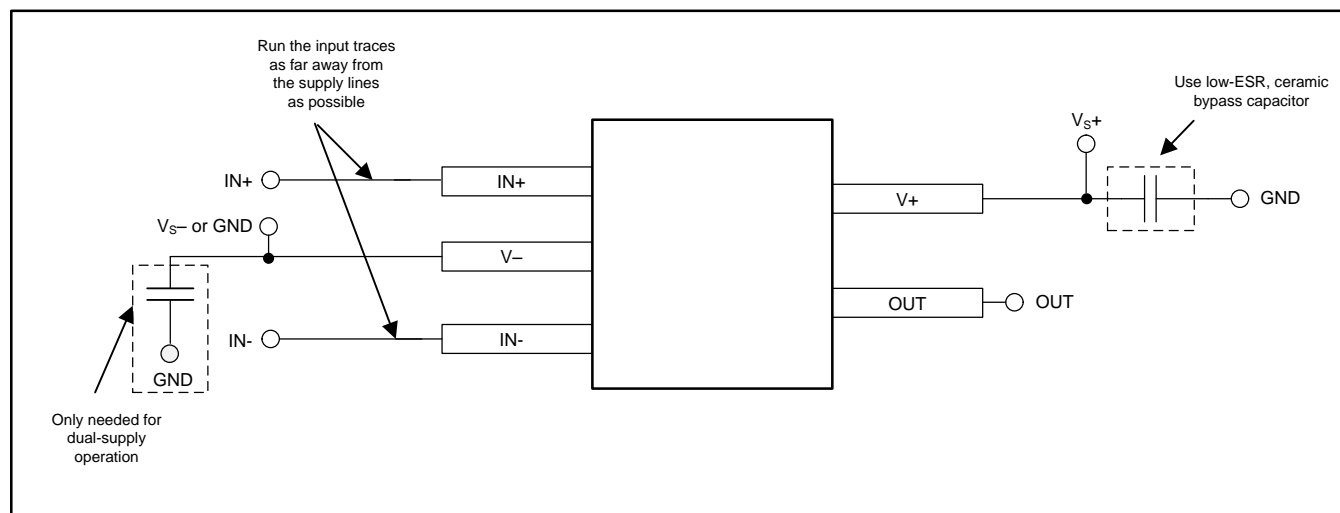 Run the input traces
as far away from
the supply lines
as possible
Use low-ESR, ceramic
bypass capacitor
VS+
IN+
IN+
V+
GND
VS– or GND
V–
OUT
OUT
IN-
IN-
GND
Only needed for
dual-supply
operation